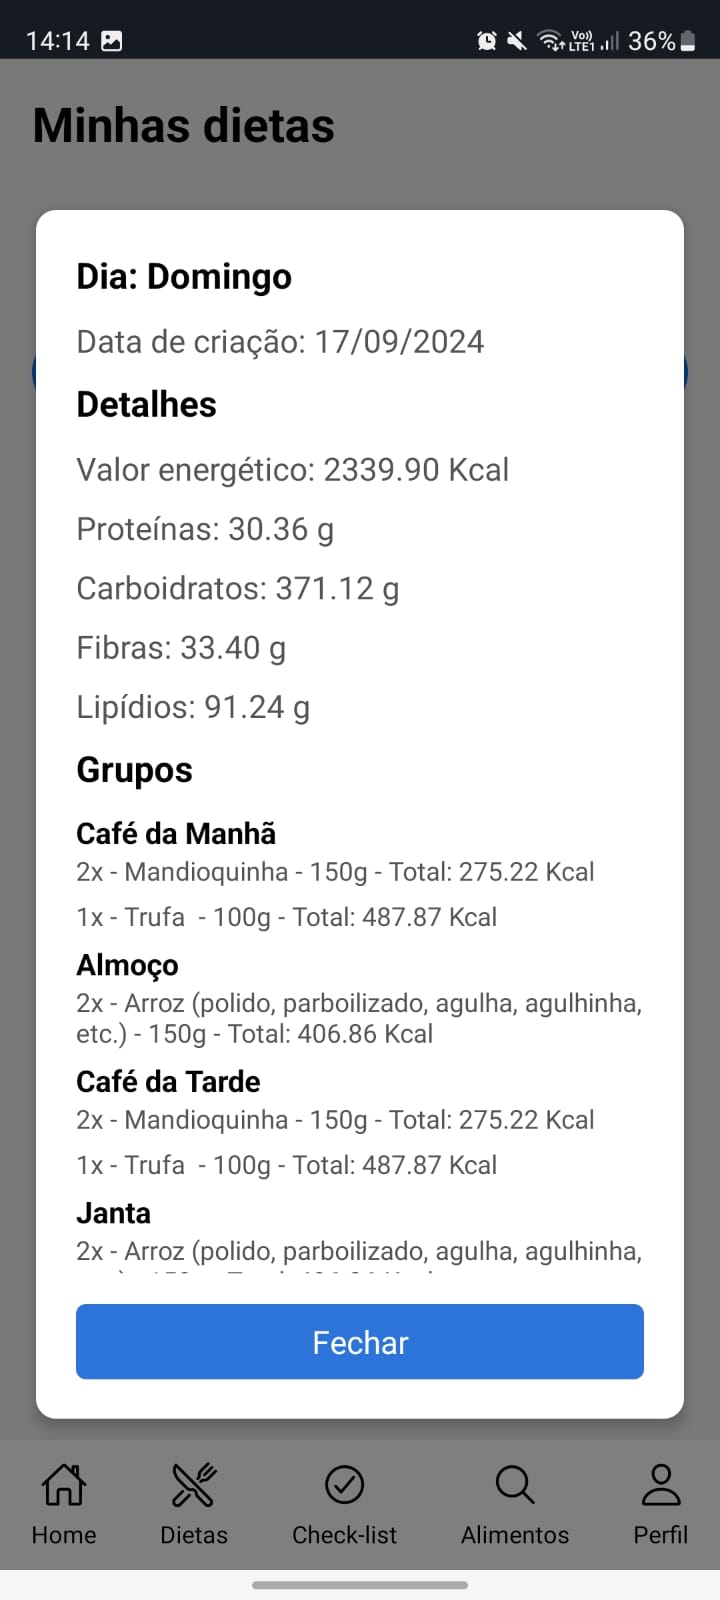 14:14
Vo))
LTE1
36%
Minhas dietas
Dia: Domingo
Data de criação: 17/09/2024
Detalhes
Valor energético: 2339.90 Kcal
Proteínas: 30.36 g
Carboidratos: 371.12 g
Fibras: 33.40 g
Lipídios: 91.24 g
Grupos
Café da Manhã
2x - Mandioquinha - 150g - Total: 275.22 Kcal
1x - Trufa  - 100g - Total: 487.87 Kcal
Almoço
2x - Arroz (polido, parboilizado, agulha, agulhinha,
etc.) - 150g - Total: 406.86 Kcal
Café da Tarde
2x - Mandioquinha - 150g - Total: 275.22 Kcal
1x - Trufa  - 100g - Total: 487.87 Kcal
Janta
2x - Arroz (polido, parboilizado, agulha, agulhinha,
Fechar
Home
Dietas
Check-list
Alimentos
Perfil